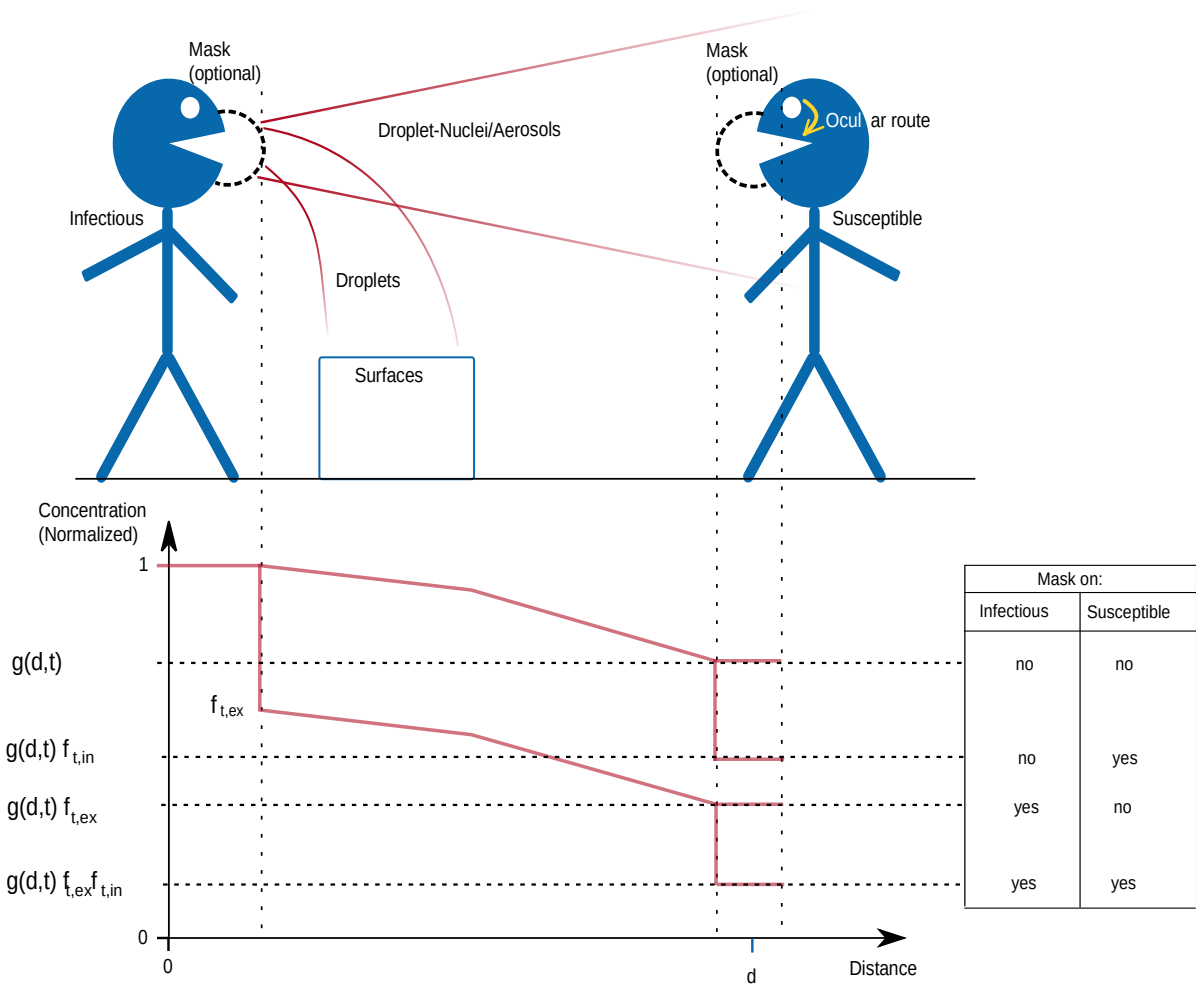 Mask
(optional)
Mask
(optional)
Droplet-Nuclei/Aerosols
Ocul ar route
Infectious
Susceptible
Droplets
Surfaces
Concentration
(Normalized)
1
Mask on:
Infectious Susceptible
g(d,t)
no no
f t,ex
g(d,t) f t,in
no yes
g(d,t) f t,ex
yes no
g(d,t) f t,ex f t,in
yes yes
0
0
d
Distance